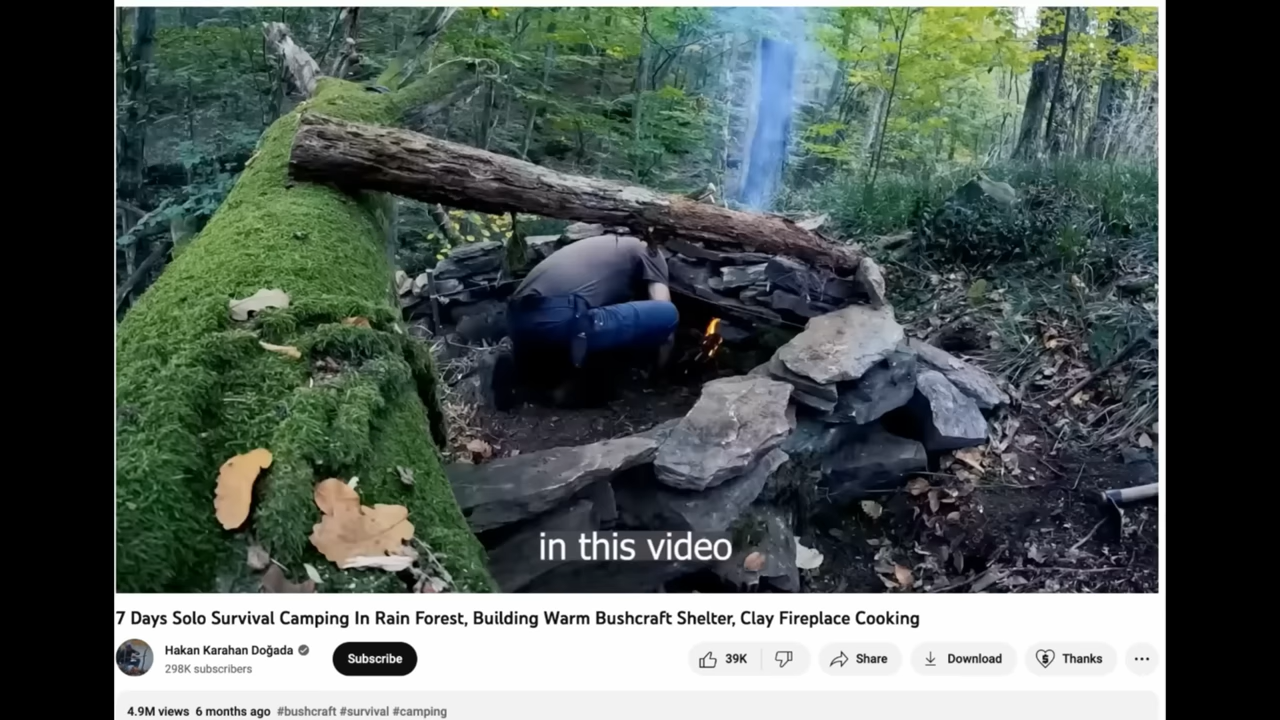 in this video
7 Days Solo Survival Camping In Rain Forest, Building Warm Bushcraft Shelter, Clay Fireplace Cooking
Hakan Karahan Doğada
298K subscribers
Subscribe
39K
Share
Download
Thanks
4.9M views 6 months ago #bushcraft #survival #camping